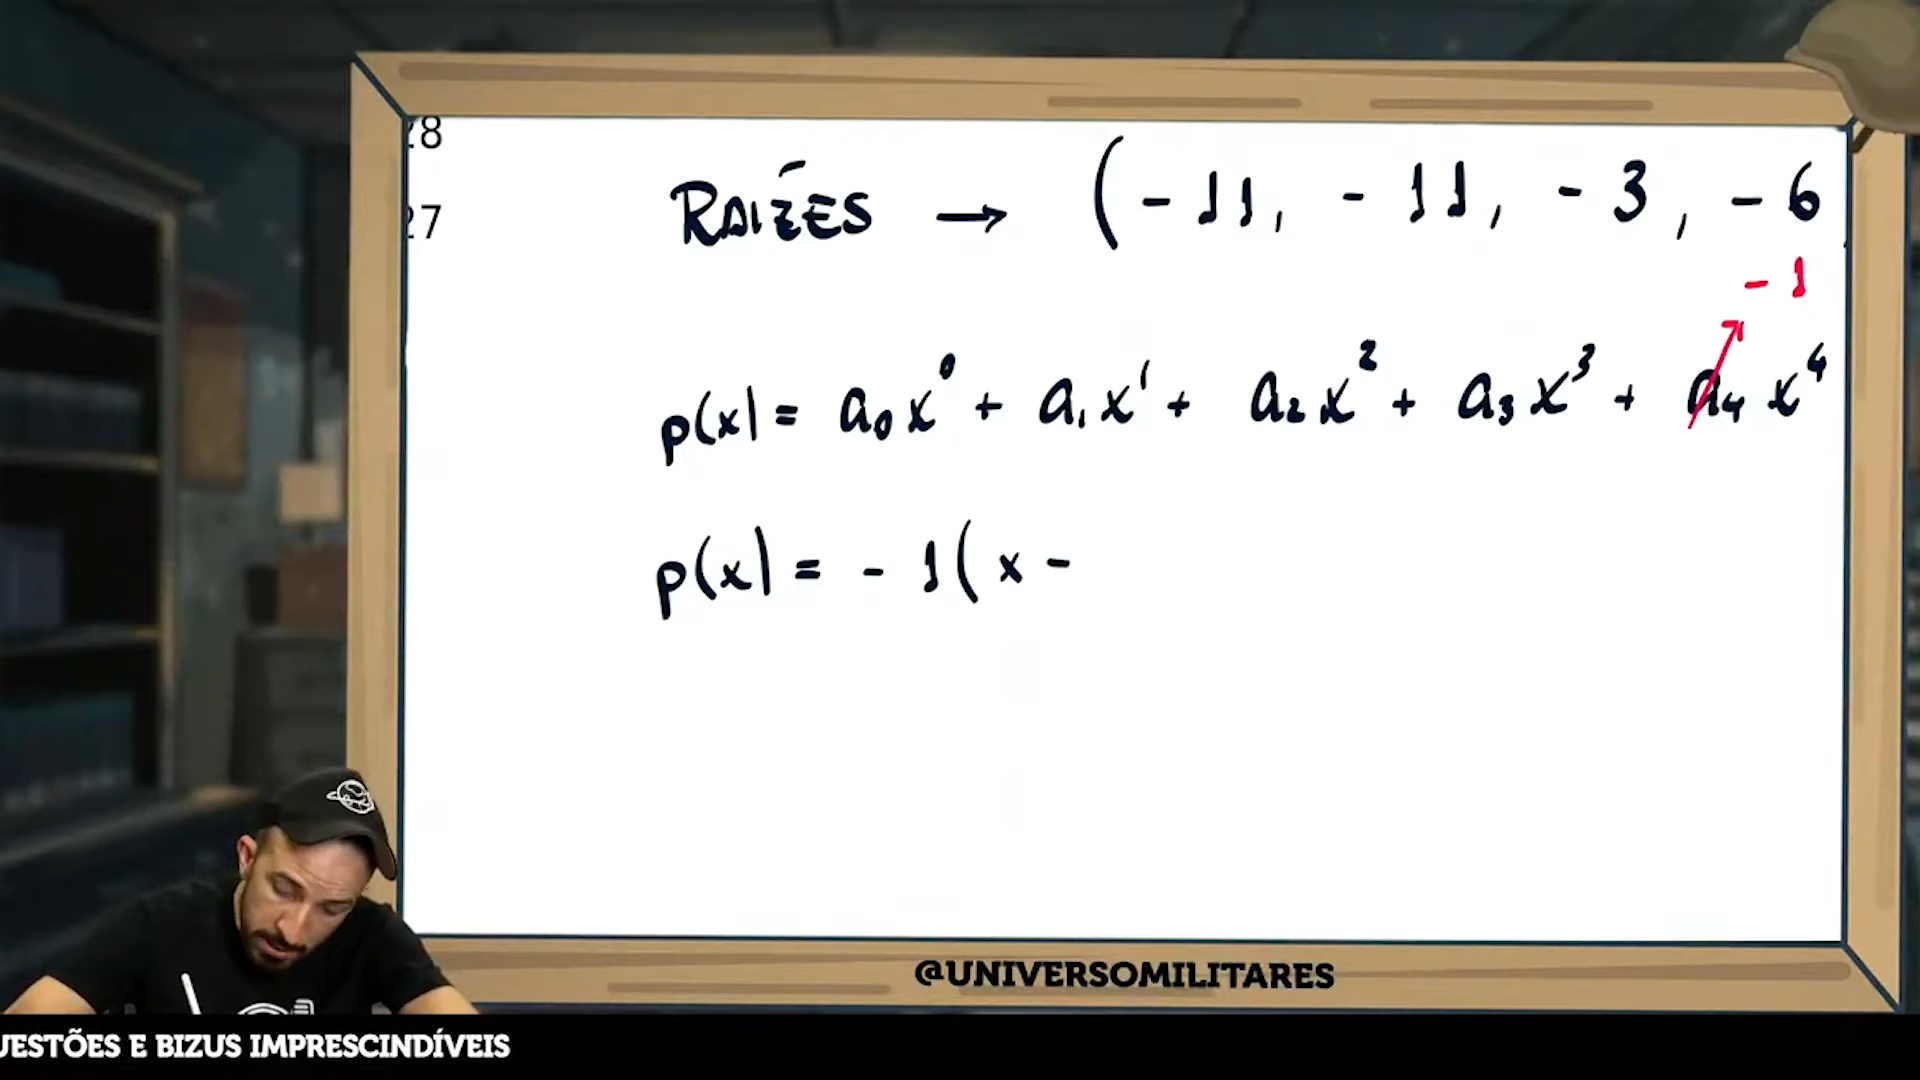 28
27
RAÍZES → (-11, -11, -3, -6
-1
p(x) = a₀x⁰ + a₁x¹ + a₂x² + a₃x³ + a₄x⁴
p(x) = -1(x -
@UNIVERSOMILITARES
UESTÕES E BIZUS IMPRESCINDÍVEIS